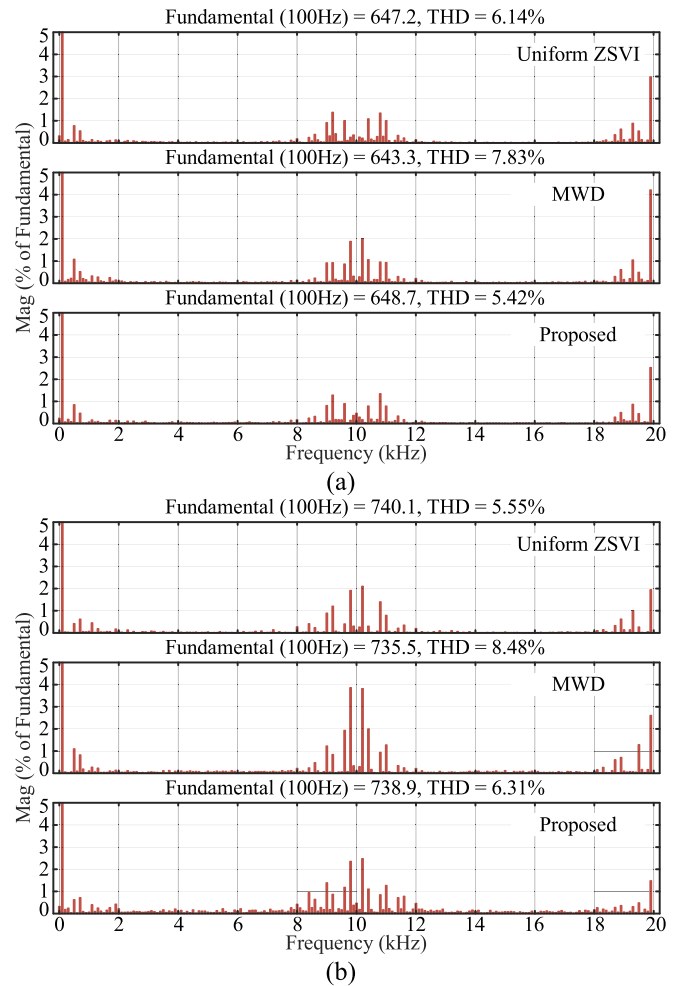 Fundamental (100Hz) = 647.2, THD = 6.14%
5
4
3
2
1
0
Uniform ZSVI
Fundamental (100Hz) = 643.3, THD = 7.83%
5
4
3
2
1
0
MWD
Mag (% of Fundamental)
Fundamental (100Hz) = 648.7, THD = 5.42%
5
4
3
2
1
0
Proposed
0 2 4 6 8 10 12 14 16 18 20
Frequency (kHz)
(a)
Fundamental (100Hz) = 740.1, THD = 5.55%
5
4
3
2
1
0
Uniform ZSVI
Fundamental (100Hz) = 735.5, THD = 8.48%
5
4
3
2
1
0
MWD
Mag (% of Fundamental)
Fundamental (100Hz) = 738.9, THD = 6.31%
5
4
3
2
1
0
Proposed
0 2 4 6 8 10 12 14 16 18 20
Frequency (kHz)
(b)